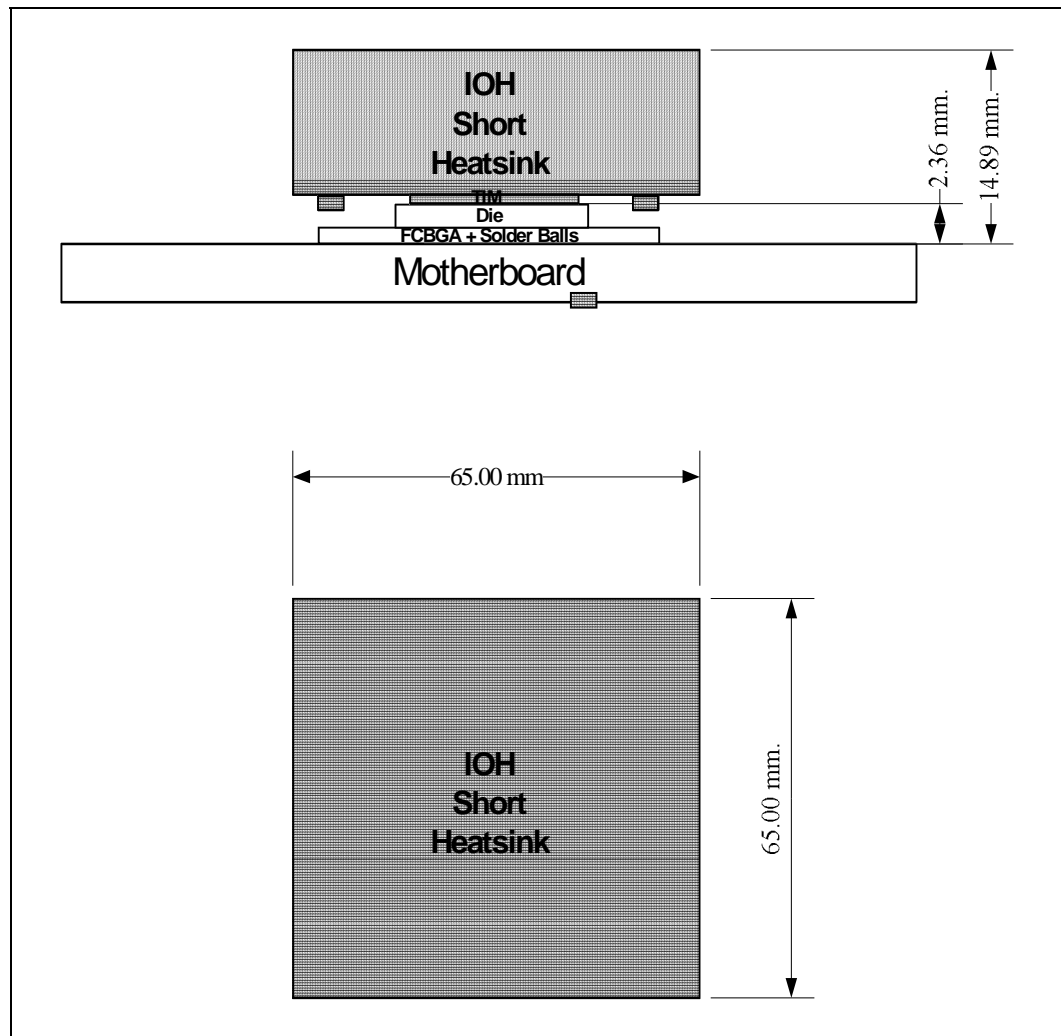 IOH
Short
Heatsink
TIM
Die
FCBGA + Solder Balls
Motherboard
2.36 mm.
14.89 mm.
65.00 mm
IOH
Short
Heatsink
65.00 mm.